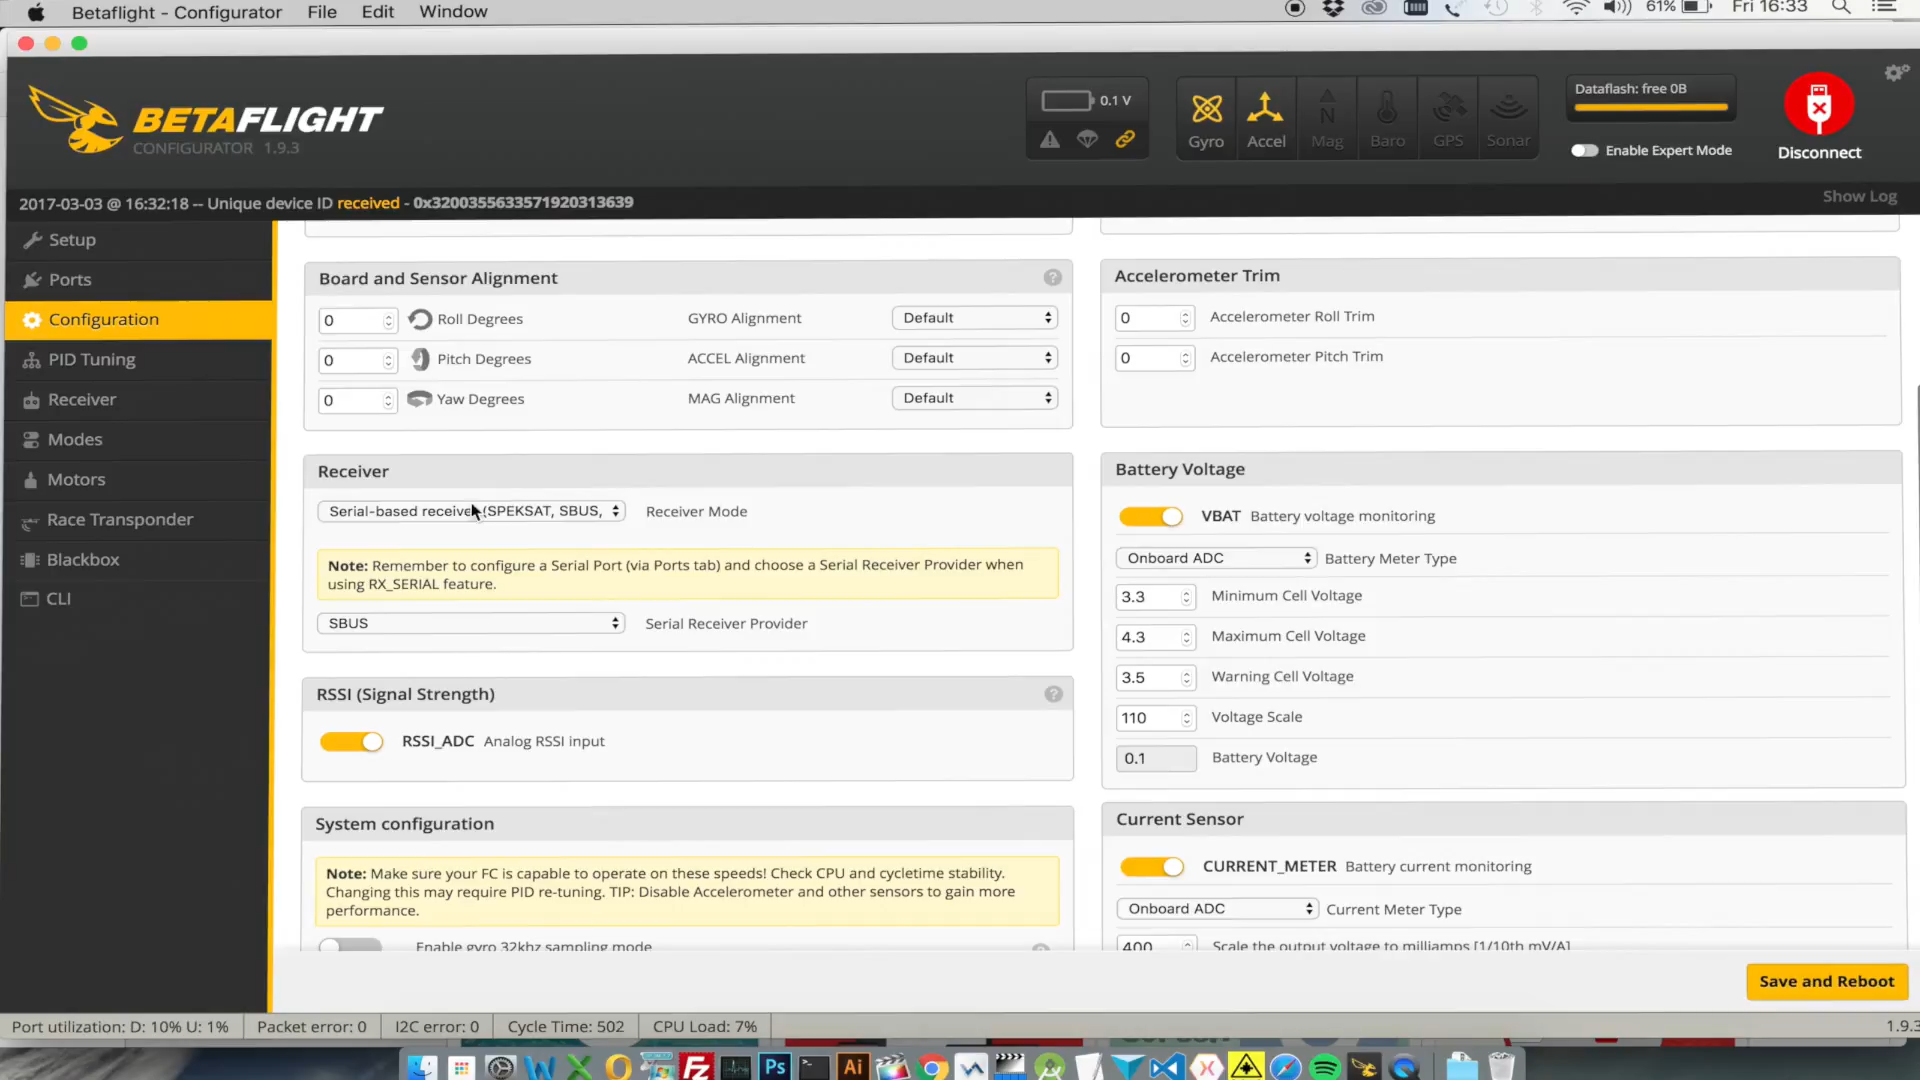 Betaflight - Configurator File Edit Window
61% Fri 16:33
BETAFLIGHT
CONFIGURATOR 1.9.3
0.1 V
Gyro Accel Mag Baro GPS Sonar
N
Dataflash: free 0B
Enable Expert Mode
Disconnect
2017-03-03 @ 16:32:18 -- Unique device ID received - 0x3200355633571920313639
Show Log
Setup
Ports
Configuration
PID Tuning
Receiver
Modes
Motors
Race Transponder
Blackbox
CLI
Board and Sensor Alignment
0 Roll Degrees GYRO Alignment Default
0 Pitch Degrees ACCEL Alignment Default
0 Yaw Degrees MAG Alignment Default
Accelerometer Trim
0 Accelerometer Roll Trim
0 Accelerometer Pitch Trim
Receiver
Serial-based receiver (SPEKSAT, SBUS, Receiver Mode
Note: Remember to configure a Serial Port (via Ports tab) and choose a Serial Receiver Provider when
using RX_SERIAL feature.
SBUS Serial Receiver Provider
Battery Voltage
VBAT Battery voltage monitoring
Onboard ADC Battery Meter Type
3.3 Minimum Cell Voltage
4.3 Maximum Cell Voltage
3.5 Warning Cell Voltage
110 Voltage Scale
0.1 Battery Voltage
RSSI (Signal Strength)
RSSI_ADC Analog RSSI input
System configuration
Note: Make sure your FC is capable to operate on these speeds! Check CPU and cycletime stability.
Changing this may require PID re-tuning. TIP: Disable Accelerometer and other sensors to gain more
performance.
Enable gyro 32khz sampling mode
Current Sensor
CURRENT_METER Battery current monitoring
Onboard ADC Current Meter Type
400 Scale the output voltage to milliamps [1/10th mV/A]
Save and Reboot
Port utilization: D: 10% U: 1% Packet error: 0 I2C error: 0 Cycle Time: 502 CPU Load: 7%
1.9.3
Ps
Ai